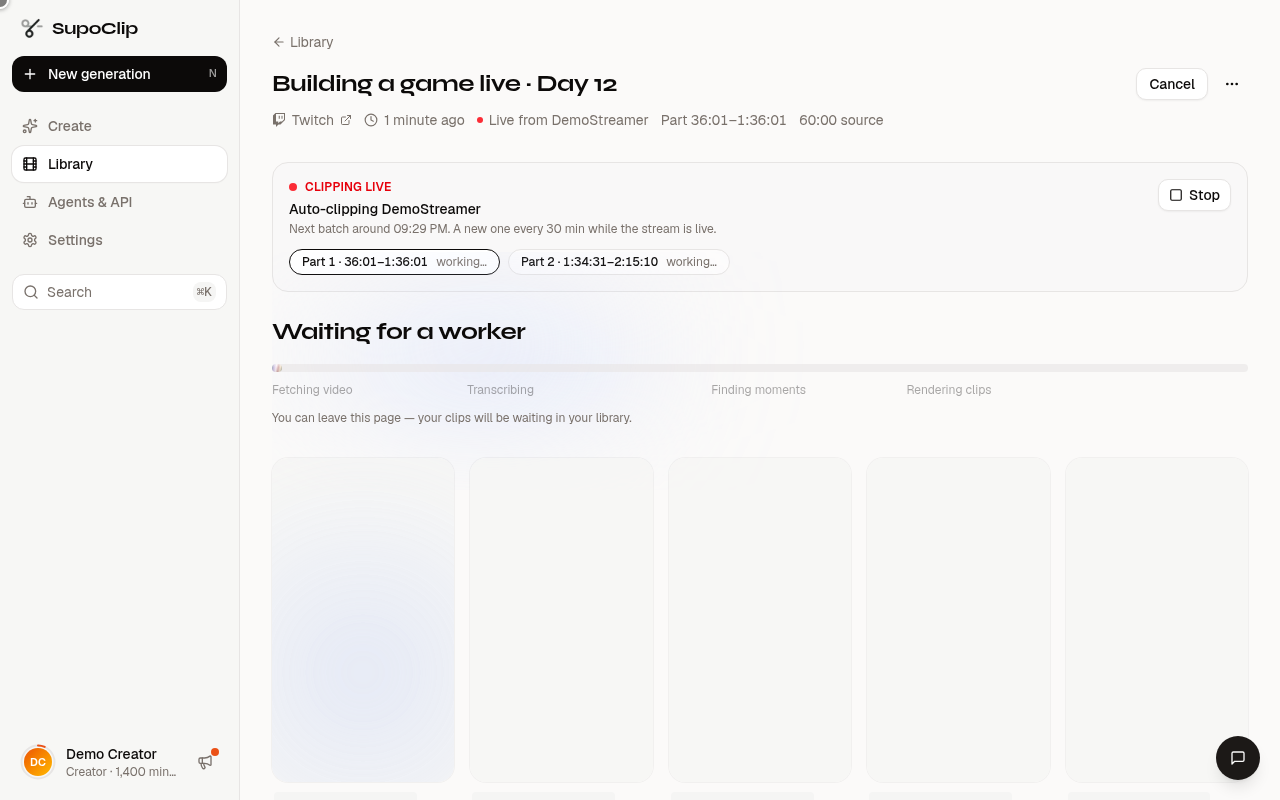 SupoClip
New generation N
Create
Library
Agents & API
Settings
Search ⌘K
Demo Creator
Creator · 1,400 min...
DC
Library
Building a game live · Day 12
Cancel
Twitch 1 minute ago Live from DemoStreamer Part 36:01–1:36:01 60:00 source
CLIPPING LIVE
Auto-clipping DemoStreamer
Next batch around 09:29 PM. A new one every 30 min while the stream is live.
Stop
Part 1 · 36:01–1:36:01 working... Part 2 · 1:34:31–2:15:10 working...
Waiting for a worker
Fetching video Transcribing Finding moments Rendering clips
You can leave this page — your clips will be waiting in your library.